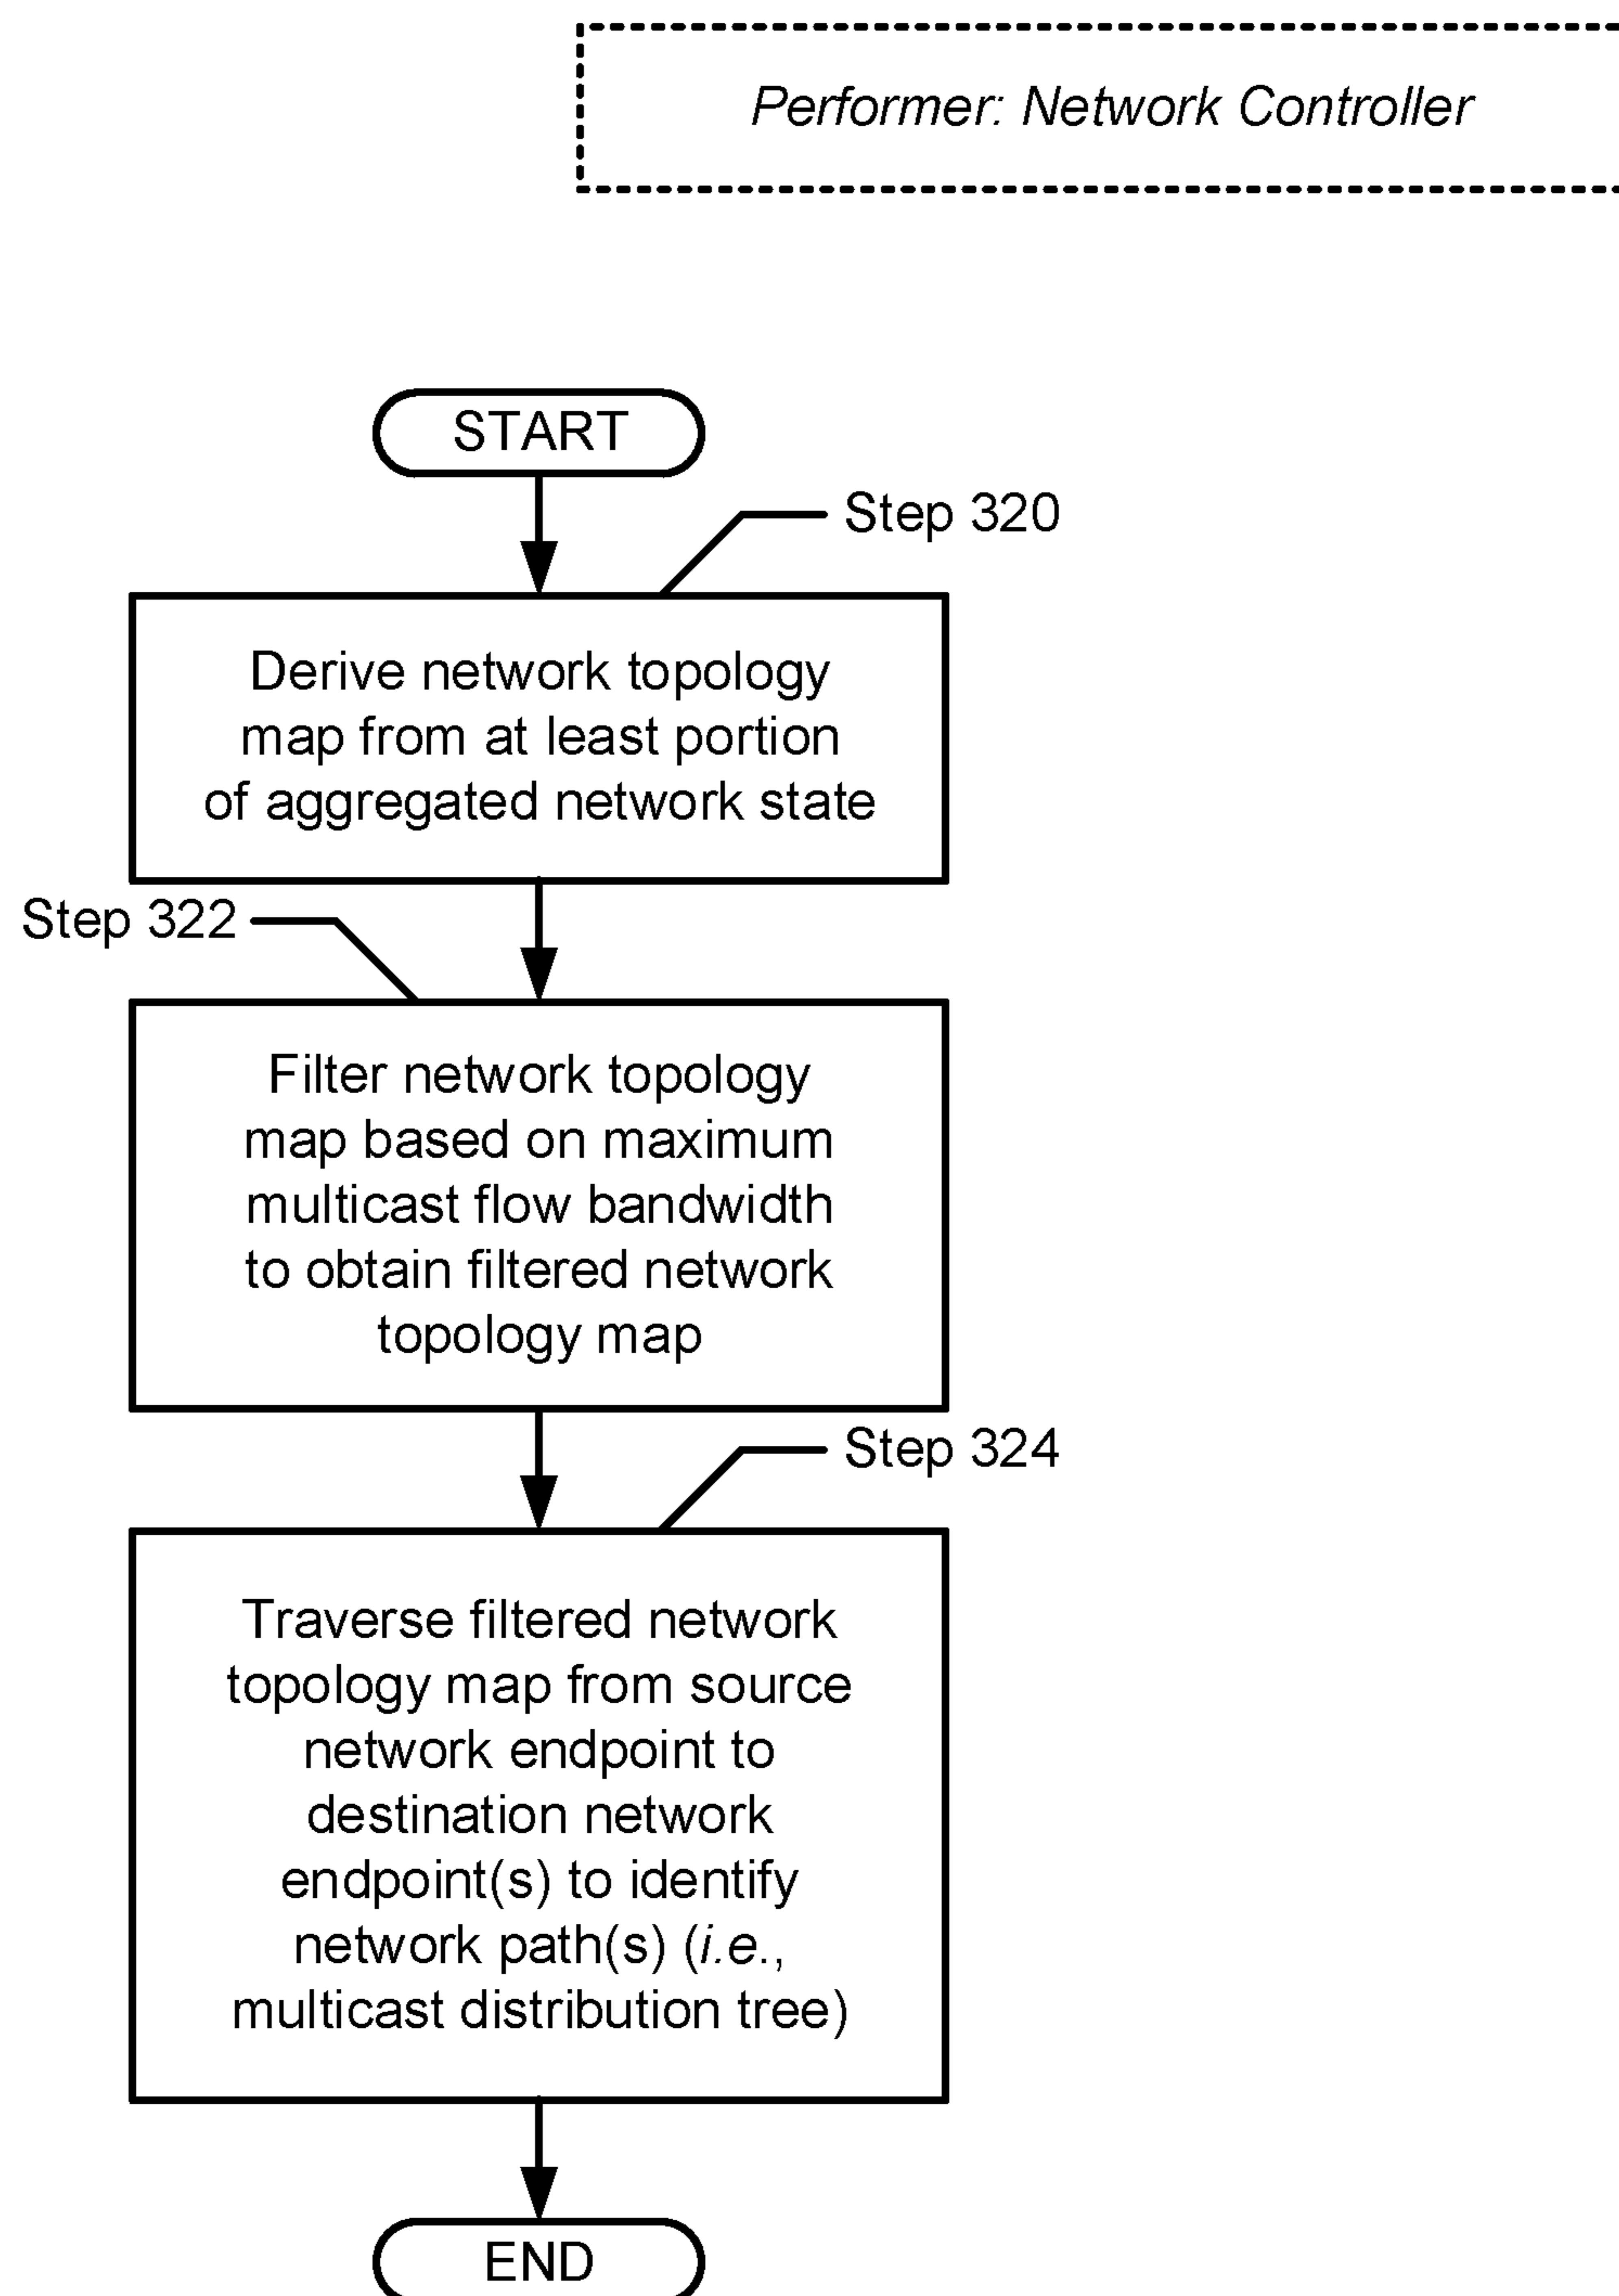 Performer: Network Controller
START
Step 320
Derive network topology
map from at least portion
of aggregated network state
Step 322
Filter network topology
map based on maximum
multicast flow bandwidth
to obtain filtered network
topology map
Step 324
Traverse filtered network
topology map from source
network endpoint to
destination network
endpoint(s) to identify
network path(s) (i.e.,
multicast distribution tree)
END